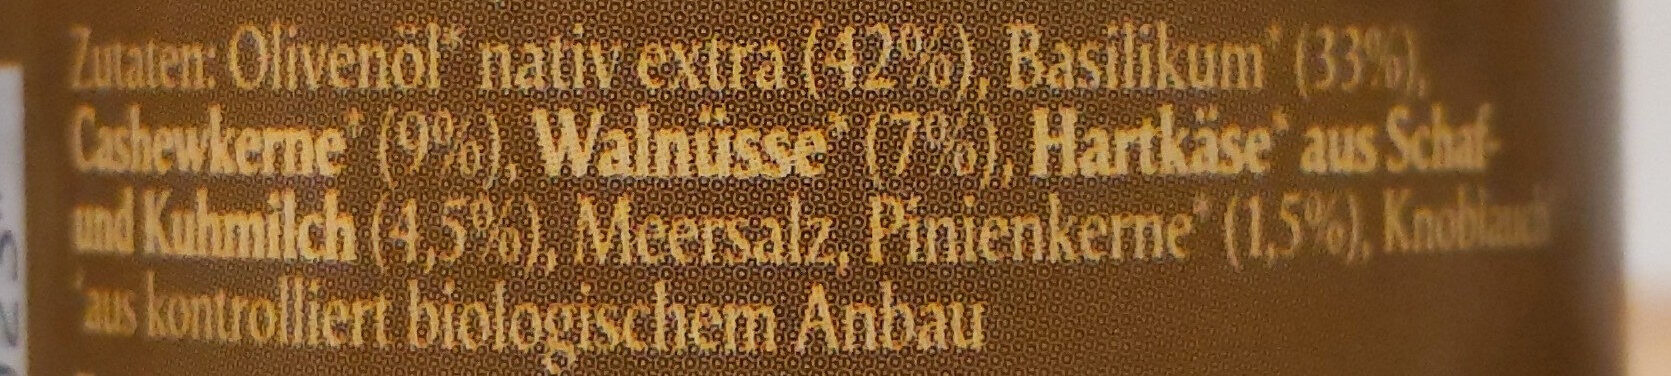 Zutaten: Olivenöl* nativ extra (42%), Basilikum* (33%),
Cashewkerne* (9%), Walnüsse* (7%), Hartkäse* aus Schaf-
und Kuhmilch (4,5%), Meersalz, Pinienkerne* (1,5%), Knoblauch*
*aus kontrolliert biologischem Anbau